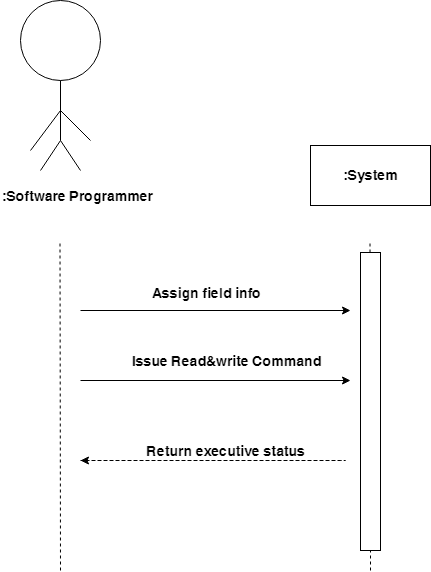 :Software Programmer
:System
Assign field info
Issue Read&write Command
Return executive status